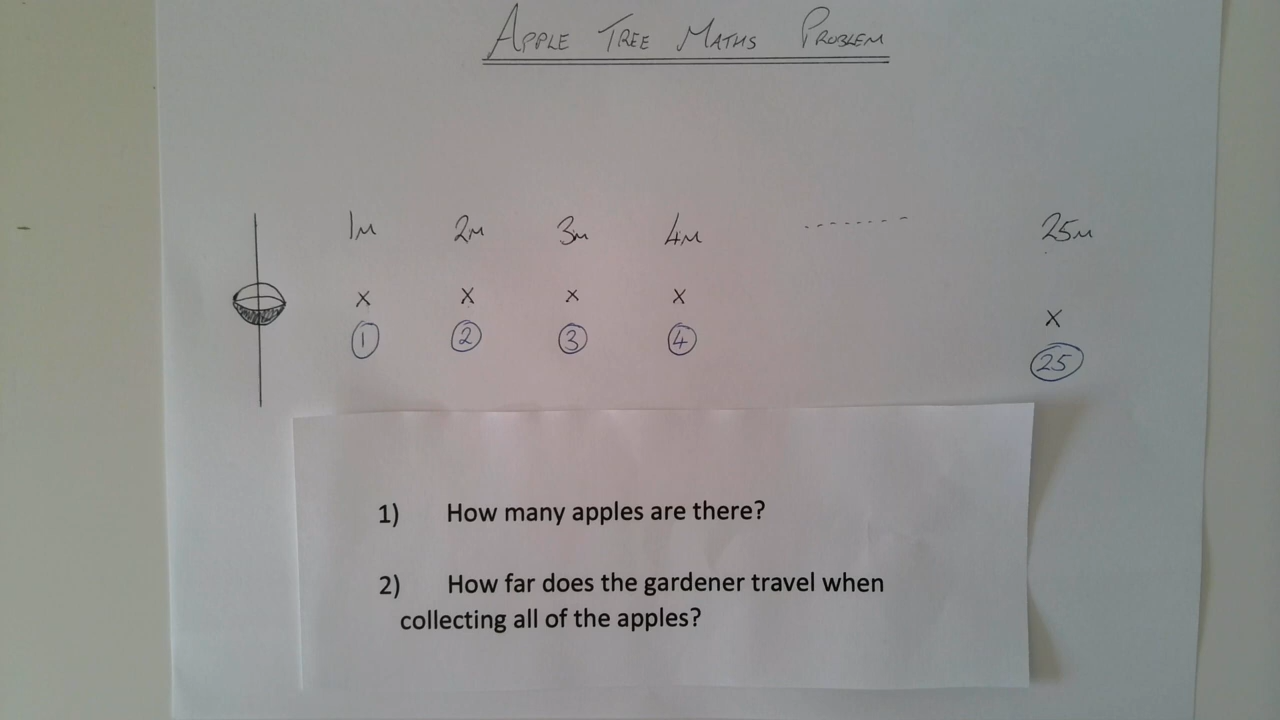 Apple Tree Maths Problem
1m 2m 3m 4m 25m
x x x x x
1 2 3 4 25
1) How many apples are there?
2) How far does the gardener travel when
collecting all of the apples?